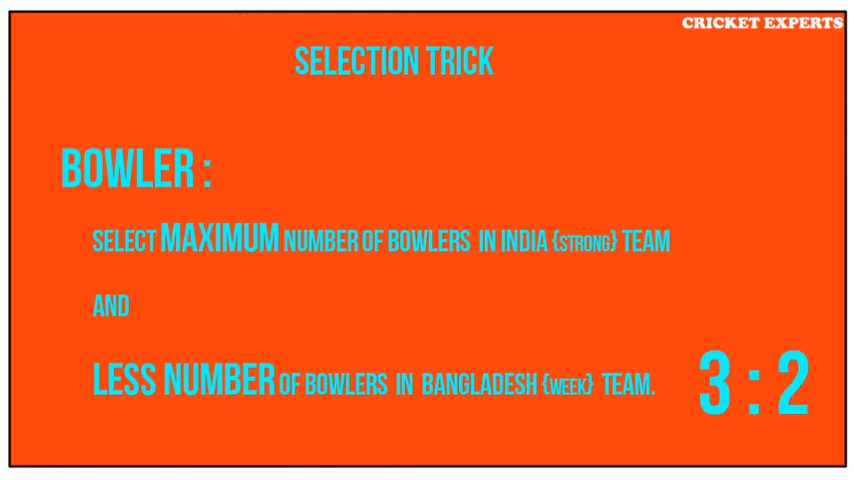 CRICKET EXPERTS
SELECTION TRICK
BOWLER :
SELECT MAXIMUM NUMBER OF BOWLERS IN INDIA {STRONG} TEAM
AND
LESS NUMBER OF BOWLERS IN BANGLADESH {WEEK} TEAM.
3 : 2